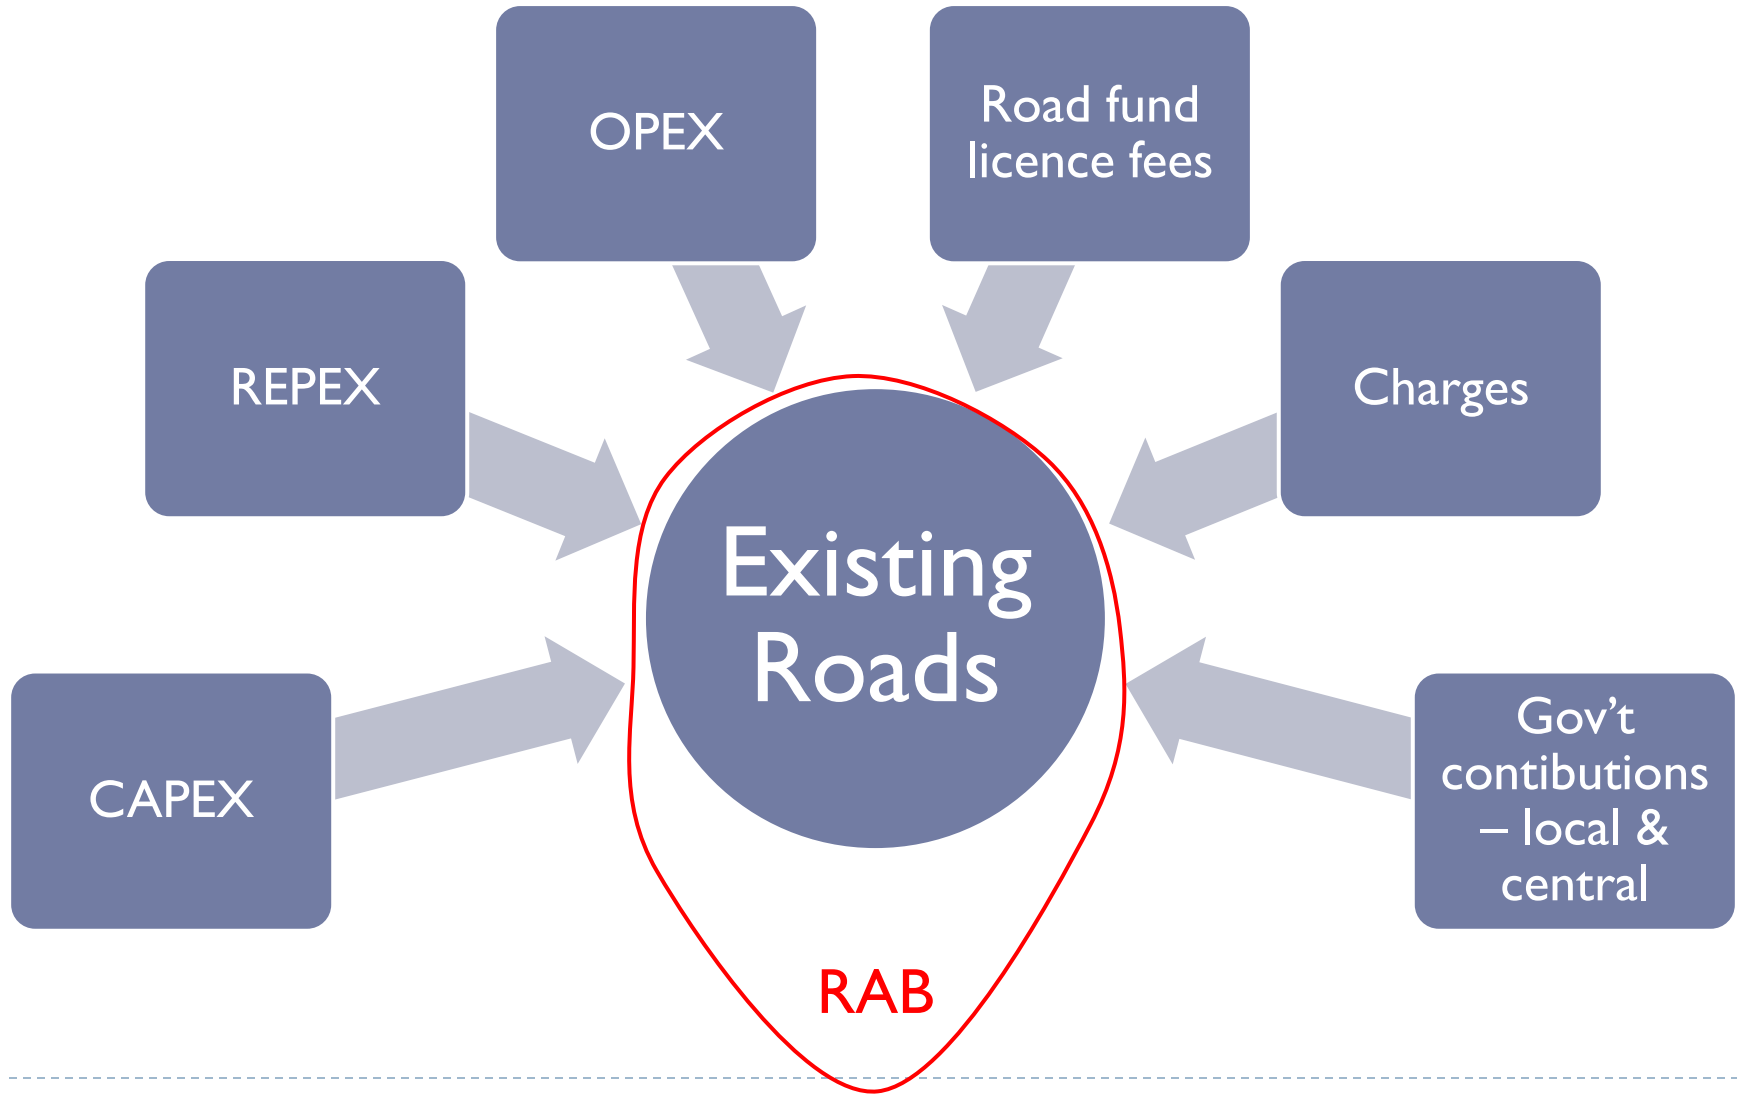 OPEX
Road fund
licence fees
REPEX
Charges
Existing
Roads
CAPEX
Gov’t
contibutions
– local &
central
RAB